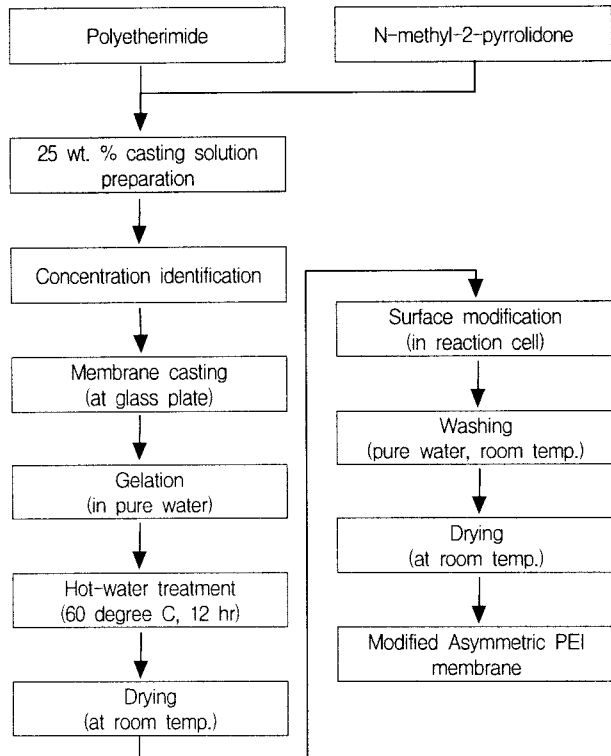 Polyetherimide
N-methyl-2-pyrrolidone
25 wt. % casting solution
preparation
Concentration identification
Membrane casting
(at glass plate)
Gelation
(in pure water)
Hot-water treatment
(60 degree C, 12 hr)
Drying
(at room temp.)
Surface modification
(in reaction cell)
Washing
(pure water, room temp.)
Drying
(at room temp.)
Modified Asymmetric PEI
membrane